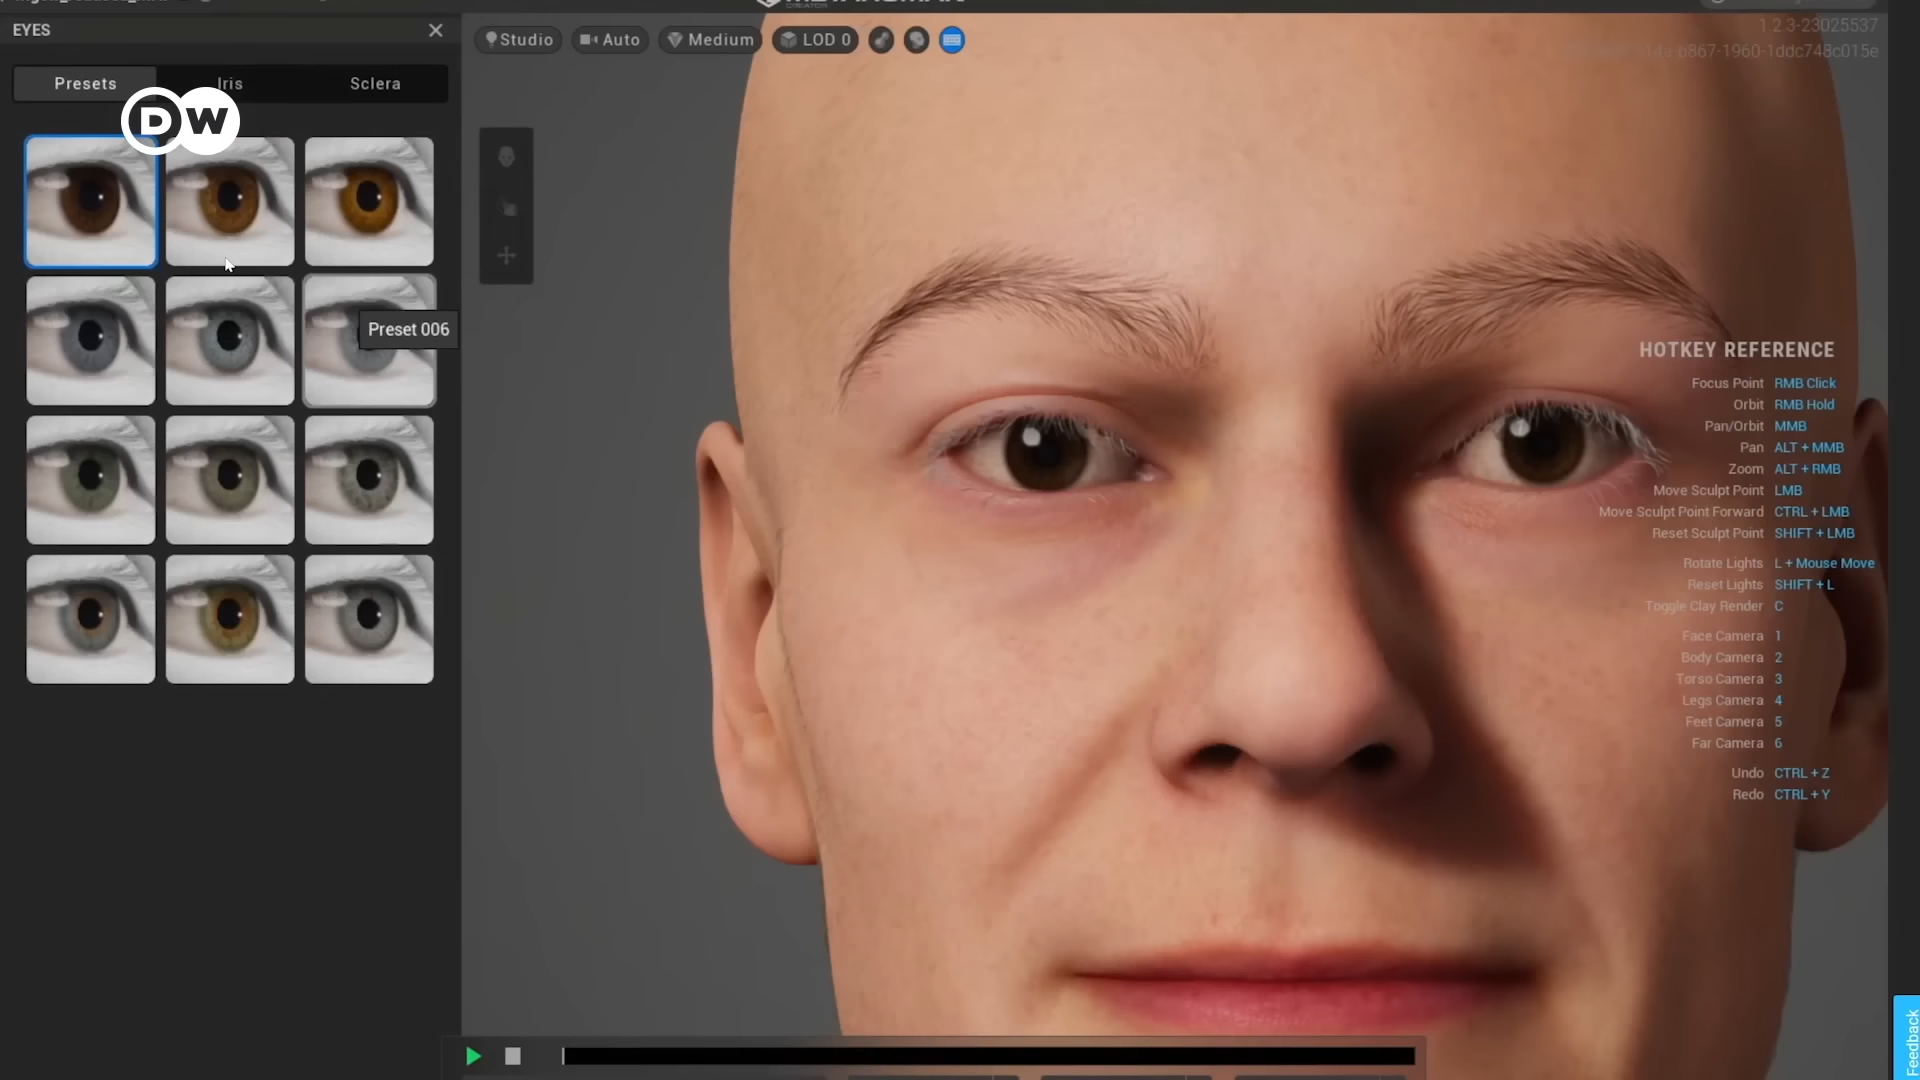 EYES
Studio
Auto
Medium
LOD 0
1.2.3-23025537
Presets
Iris
Sclera
DW
Preset 006
HOTKEY REFERENCE
Focus Point RMB Click
Orbit RMB Hold
Pan/Orbit MMB
Pan ALT + MMB
Zoom ALT + RMB
Move Sculpt Point LMB
Move Sculpt Point Forward CTRL + LMB
Reset Sculpt Point SHIFT + LMB
Rotate Lights L + Mouse Move
Reset Lights SHIFT + L
Toggle Clay Render C
Face Camera 1
Body Camera 2
Torso Camera 3
Legs Camera 4
Feet Camera 5
Far Camera 6
Undo CTRL + Z
Redo CTRL + Y
Feedback